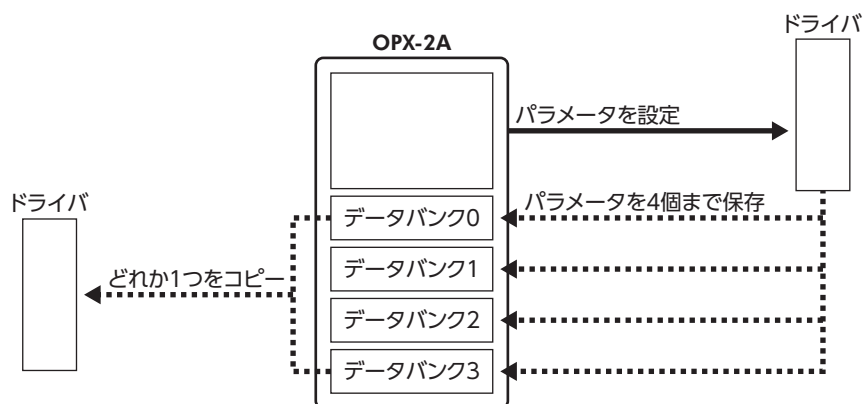 ドライバ
OPX-2A
パラメータを設定
ドライバ
データバンク0
パラメータを4個まで保存
どれか1つをコピー
データバンク1
データバンク2
データバンク3